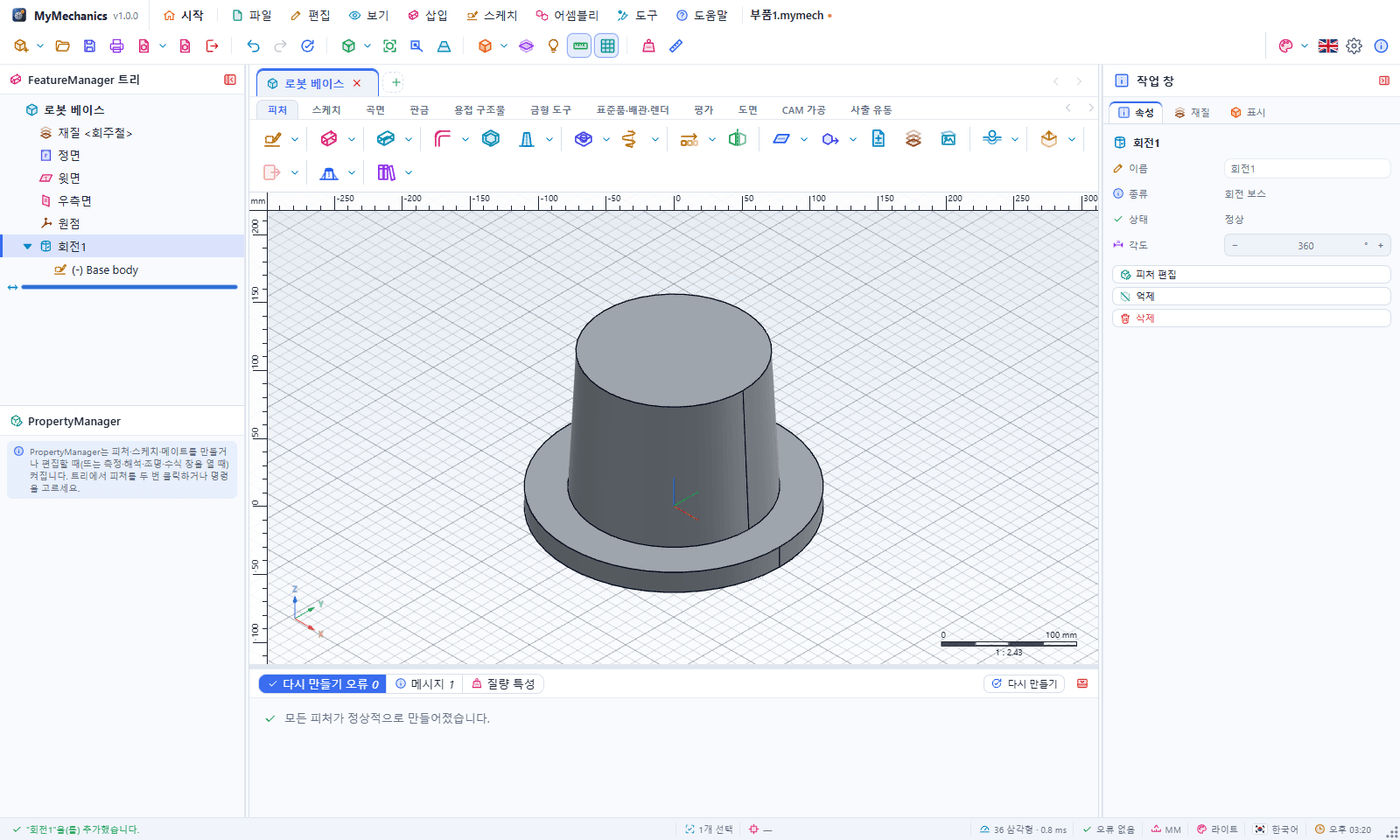 MyMechanics v1.0.0 시작 파일 편집 보기 삽입 스케치 어셈블리 도구 도움말 부품1.mymech
FeatureManager 트리
로봇 베이스
재질 <회주철>
정면
윗면
우측면
원점
회전1
(-) Base body
PropertyManager
PropertyManager는 피처·스케치·메이트를 만들거
나 편집할 때(또는 측정·해석·조명·수식 창을 열 때)
켜집니다. 트리에서 피처를 두 번 클릭하거나 명령
을 고르세요.
로봇 베이스
피처 스케치 곡면 판금 용접 구조물 금형 도구 표준품·배관·렌더 평가 도면 CAM 가공 사출 유동
mm -250 -200 -150 -100 -50 0 50 100 150 200 250 300
200
150
100
50
0
-50
-100
Z
Y
X
0 100 mm
1 : 2.43
다시 만들기 오류 0 메시지 1 질량 특성 다시 만들기
모든 피처가 정상적으로 만들어졌습니다.
작업 창
속성 재질 표시
회전1
이름 회전1
종류 회전 보스
상태 정상
각도 − 360 ° +
피처 편집
억제
삭제
"회전1"을(를) 추가했습니다. 1개 선택 — 36 삼각형 · 0.8 ms 오류 없음 MM 라이트 한국어 오후 03:20